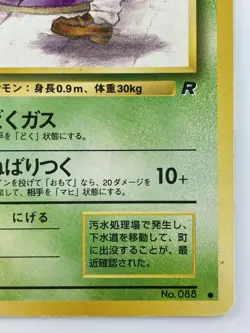 モン：身長0.9m、体重30kg
R
くガス
手を「どく」状態にする。
ばりつく
インを投げて「おもて」なら、20ダメージを
、相手を「マヒ」状態にする。
10+
にげる
汚水処理場で発生し、
下水道を移動して、町
に出没することが、最
近確認された。
No. 088 ●